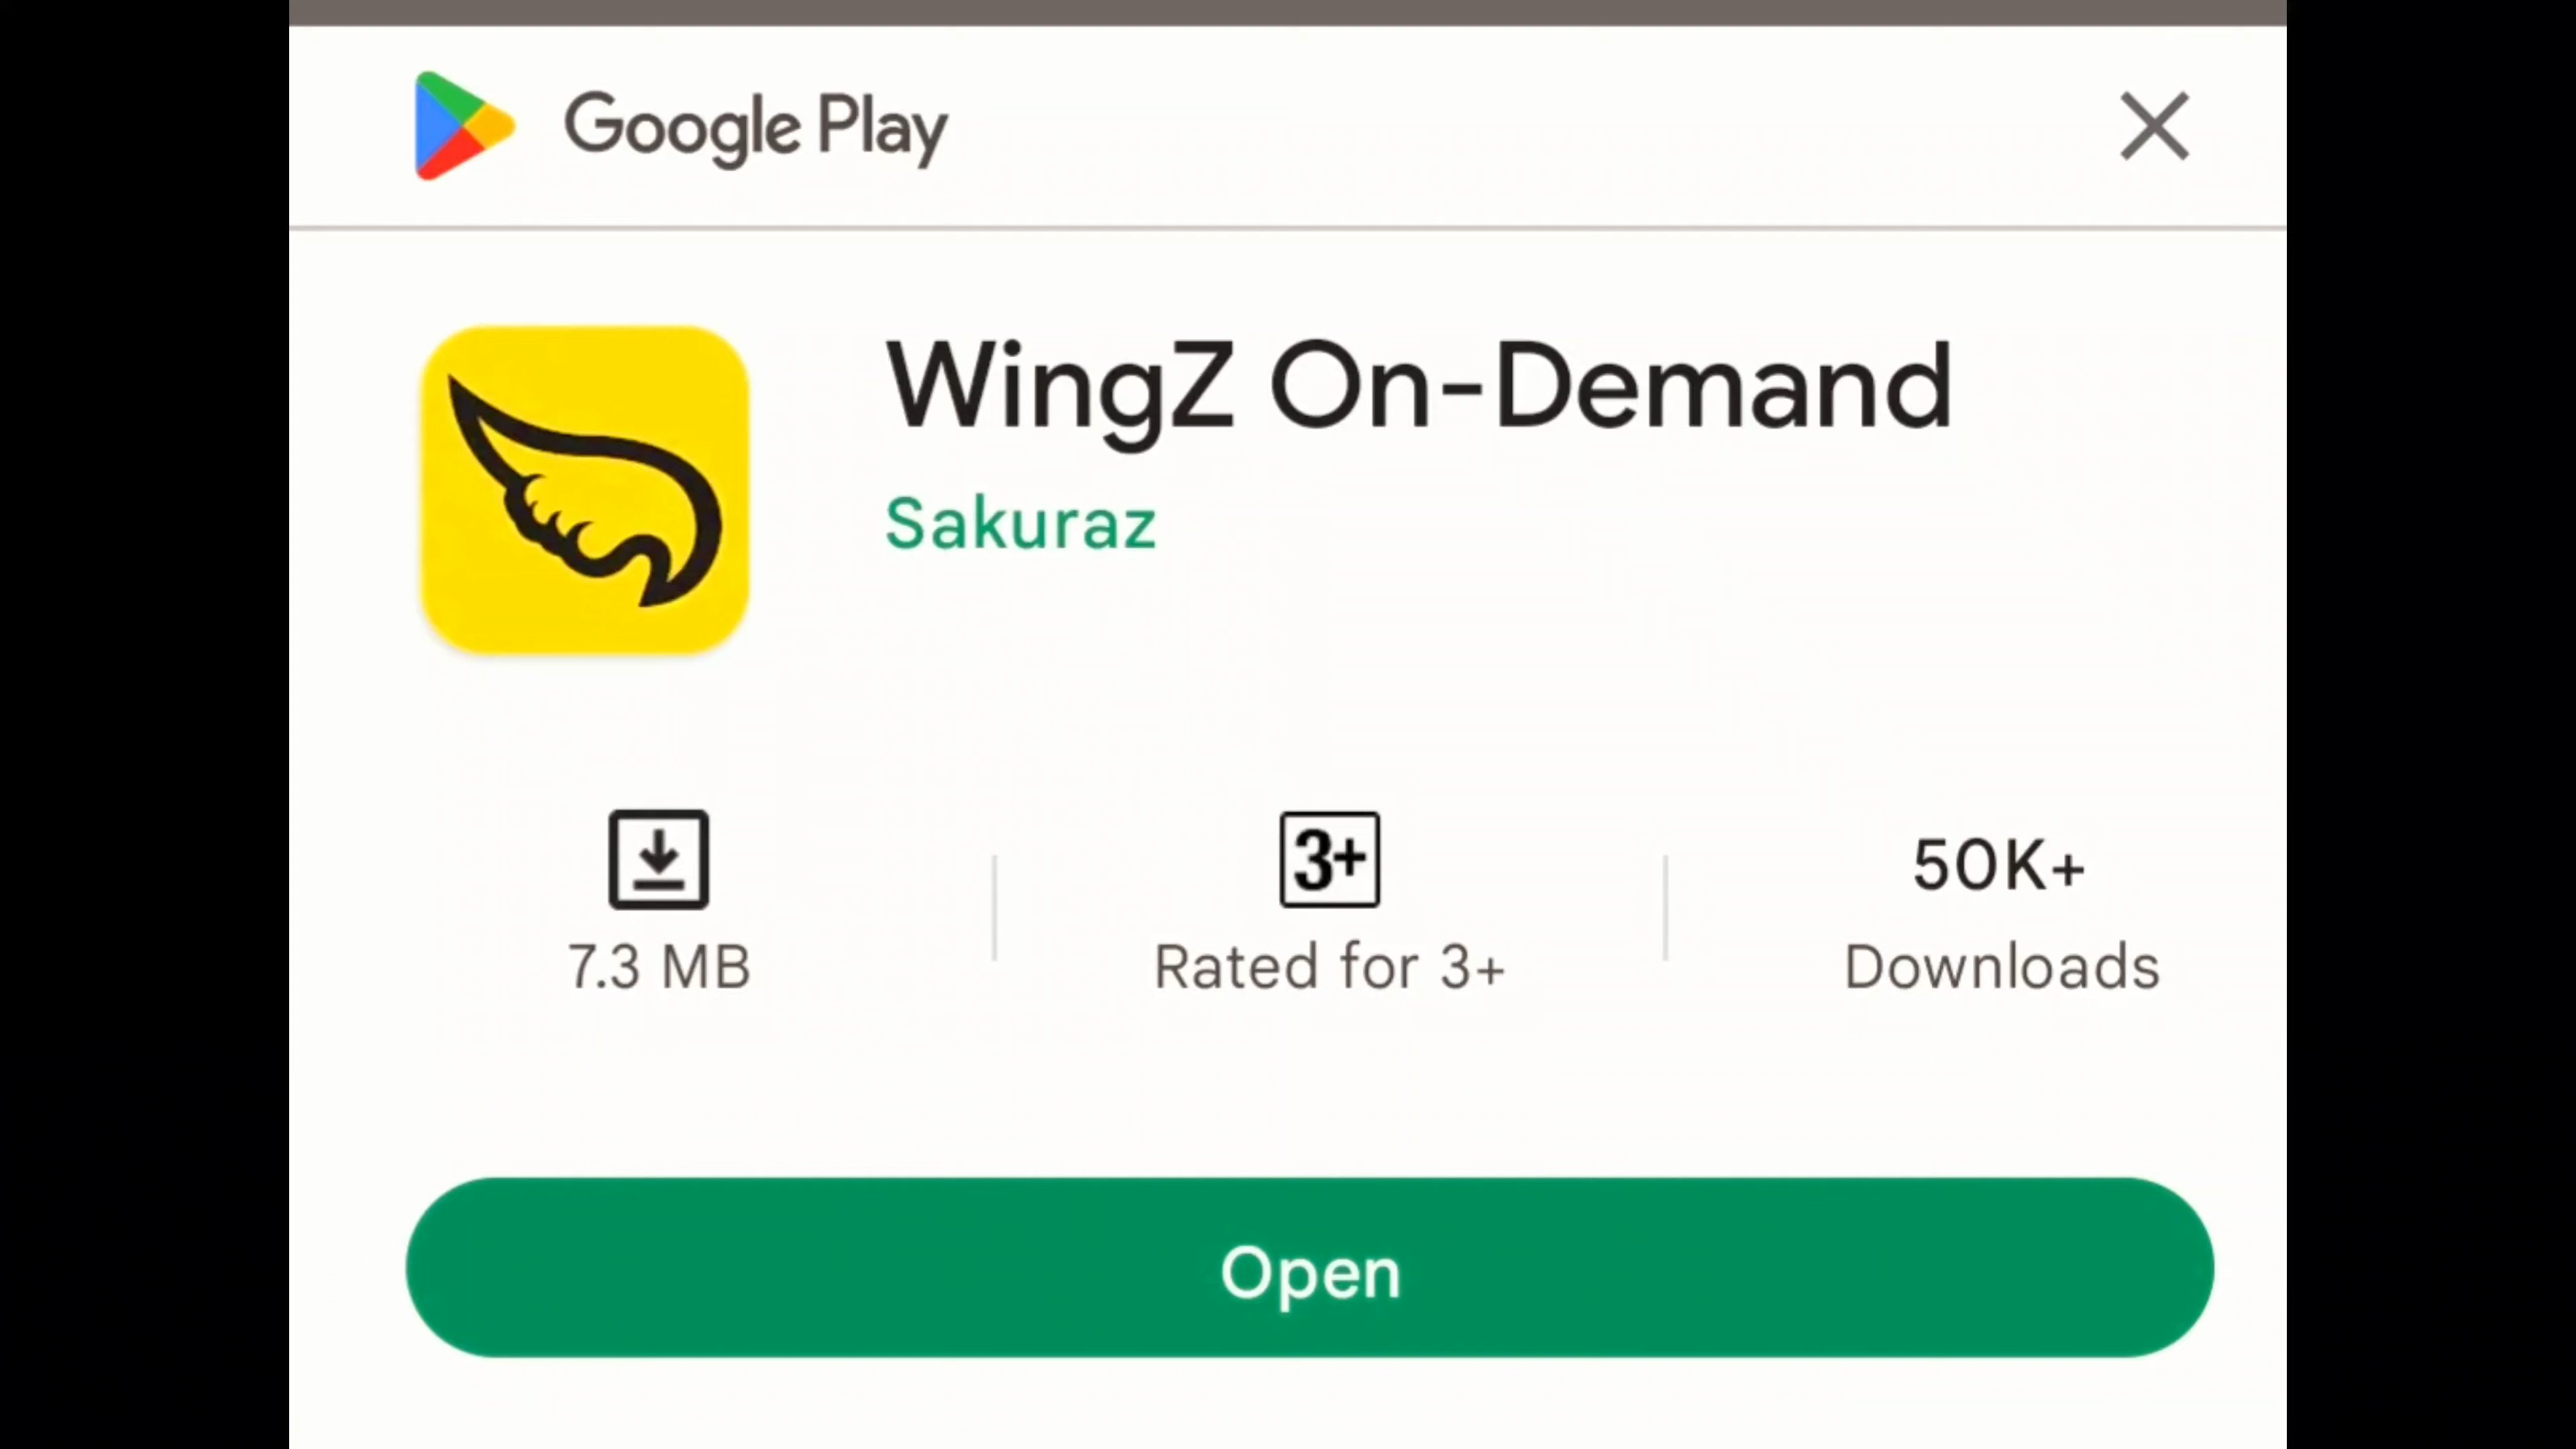 Google Play
WingZ On-Demand
Sakuraz
3+
50K+
7.3 MB
Rated for 3+
Downloads
Open